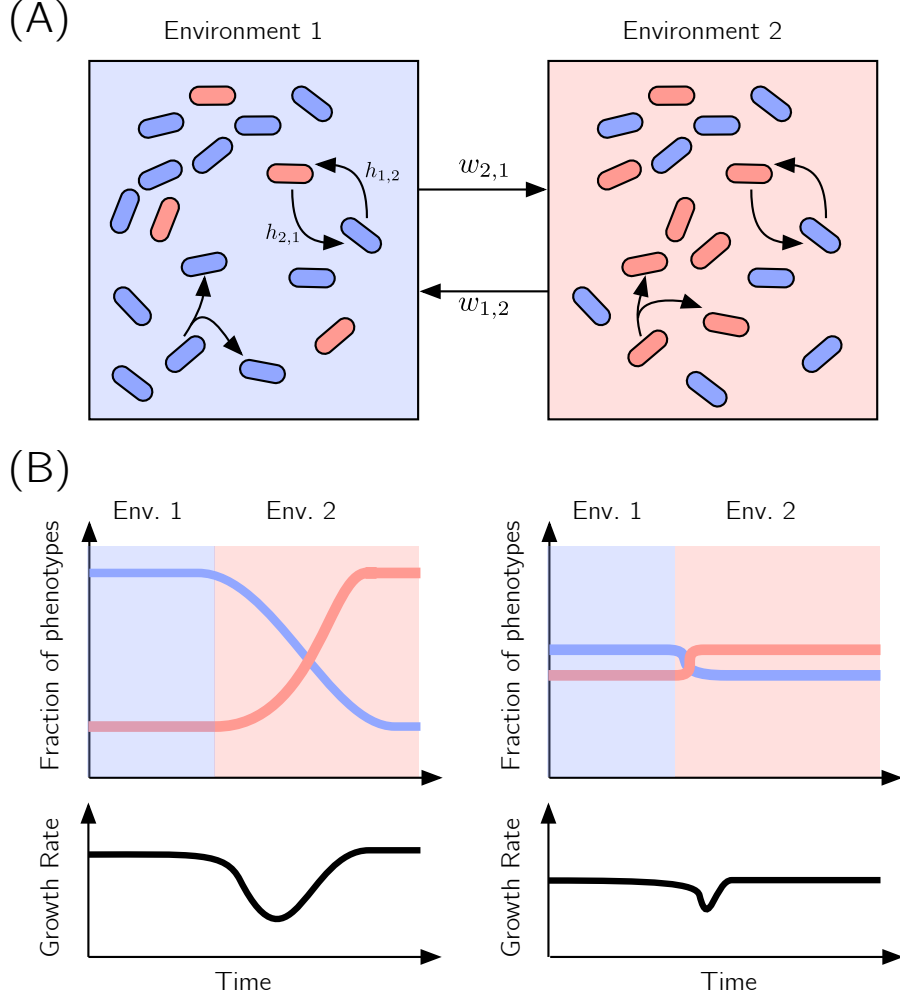 (A)
Environment 1
Environment 2
h1,2
h2,1
w2,1
w1,2
(B)
Env. 1
Env. 2
Env. 1
Env. 2
Fraction of phenotypes
Fraction of phenotypes
Growth Rate
Growth Rate
Time
Time